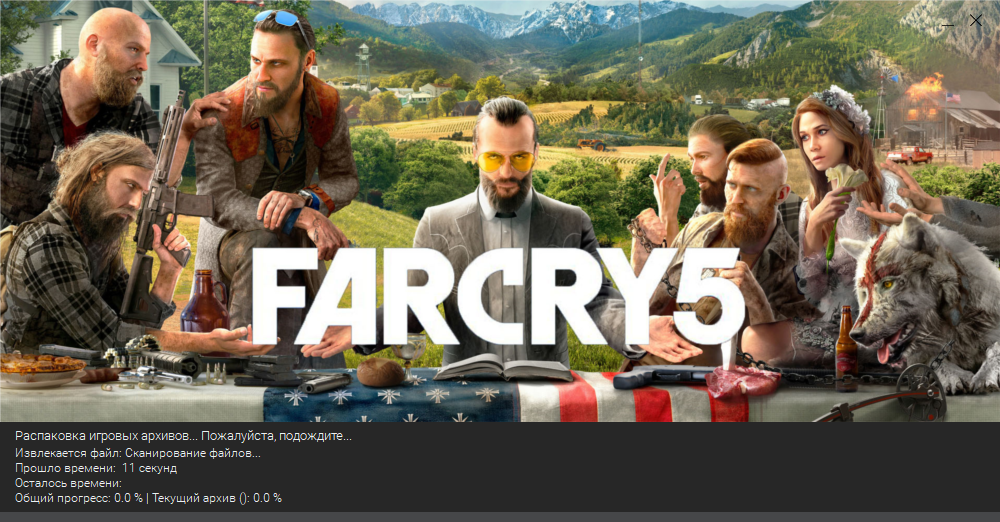 FARCRY5
Распаковка игровых архивов... Пожалуйста, подождите...
Извлекается файл: Сканирование файлов...
Прошло времени: 11 секунд
Осталось времени:
Общий прогресс: 0.0 % | Текущий архив (): 0.0 %